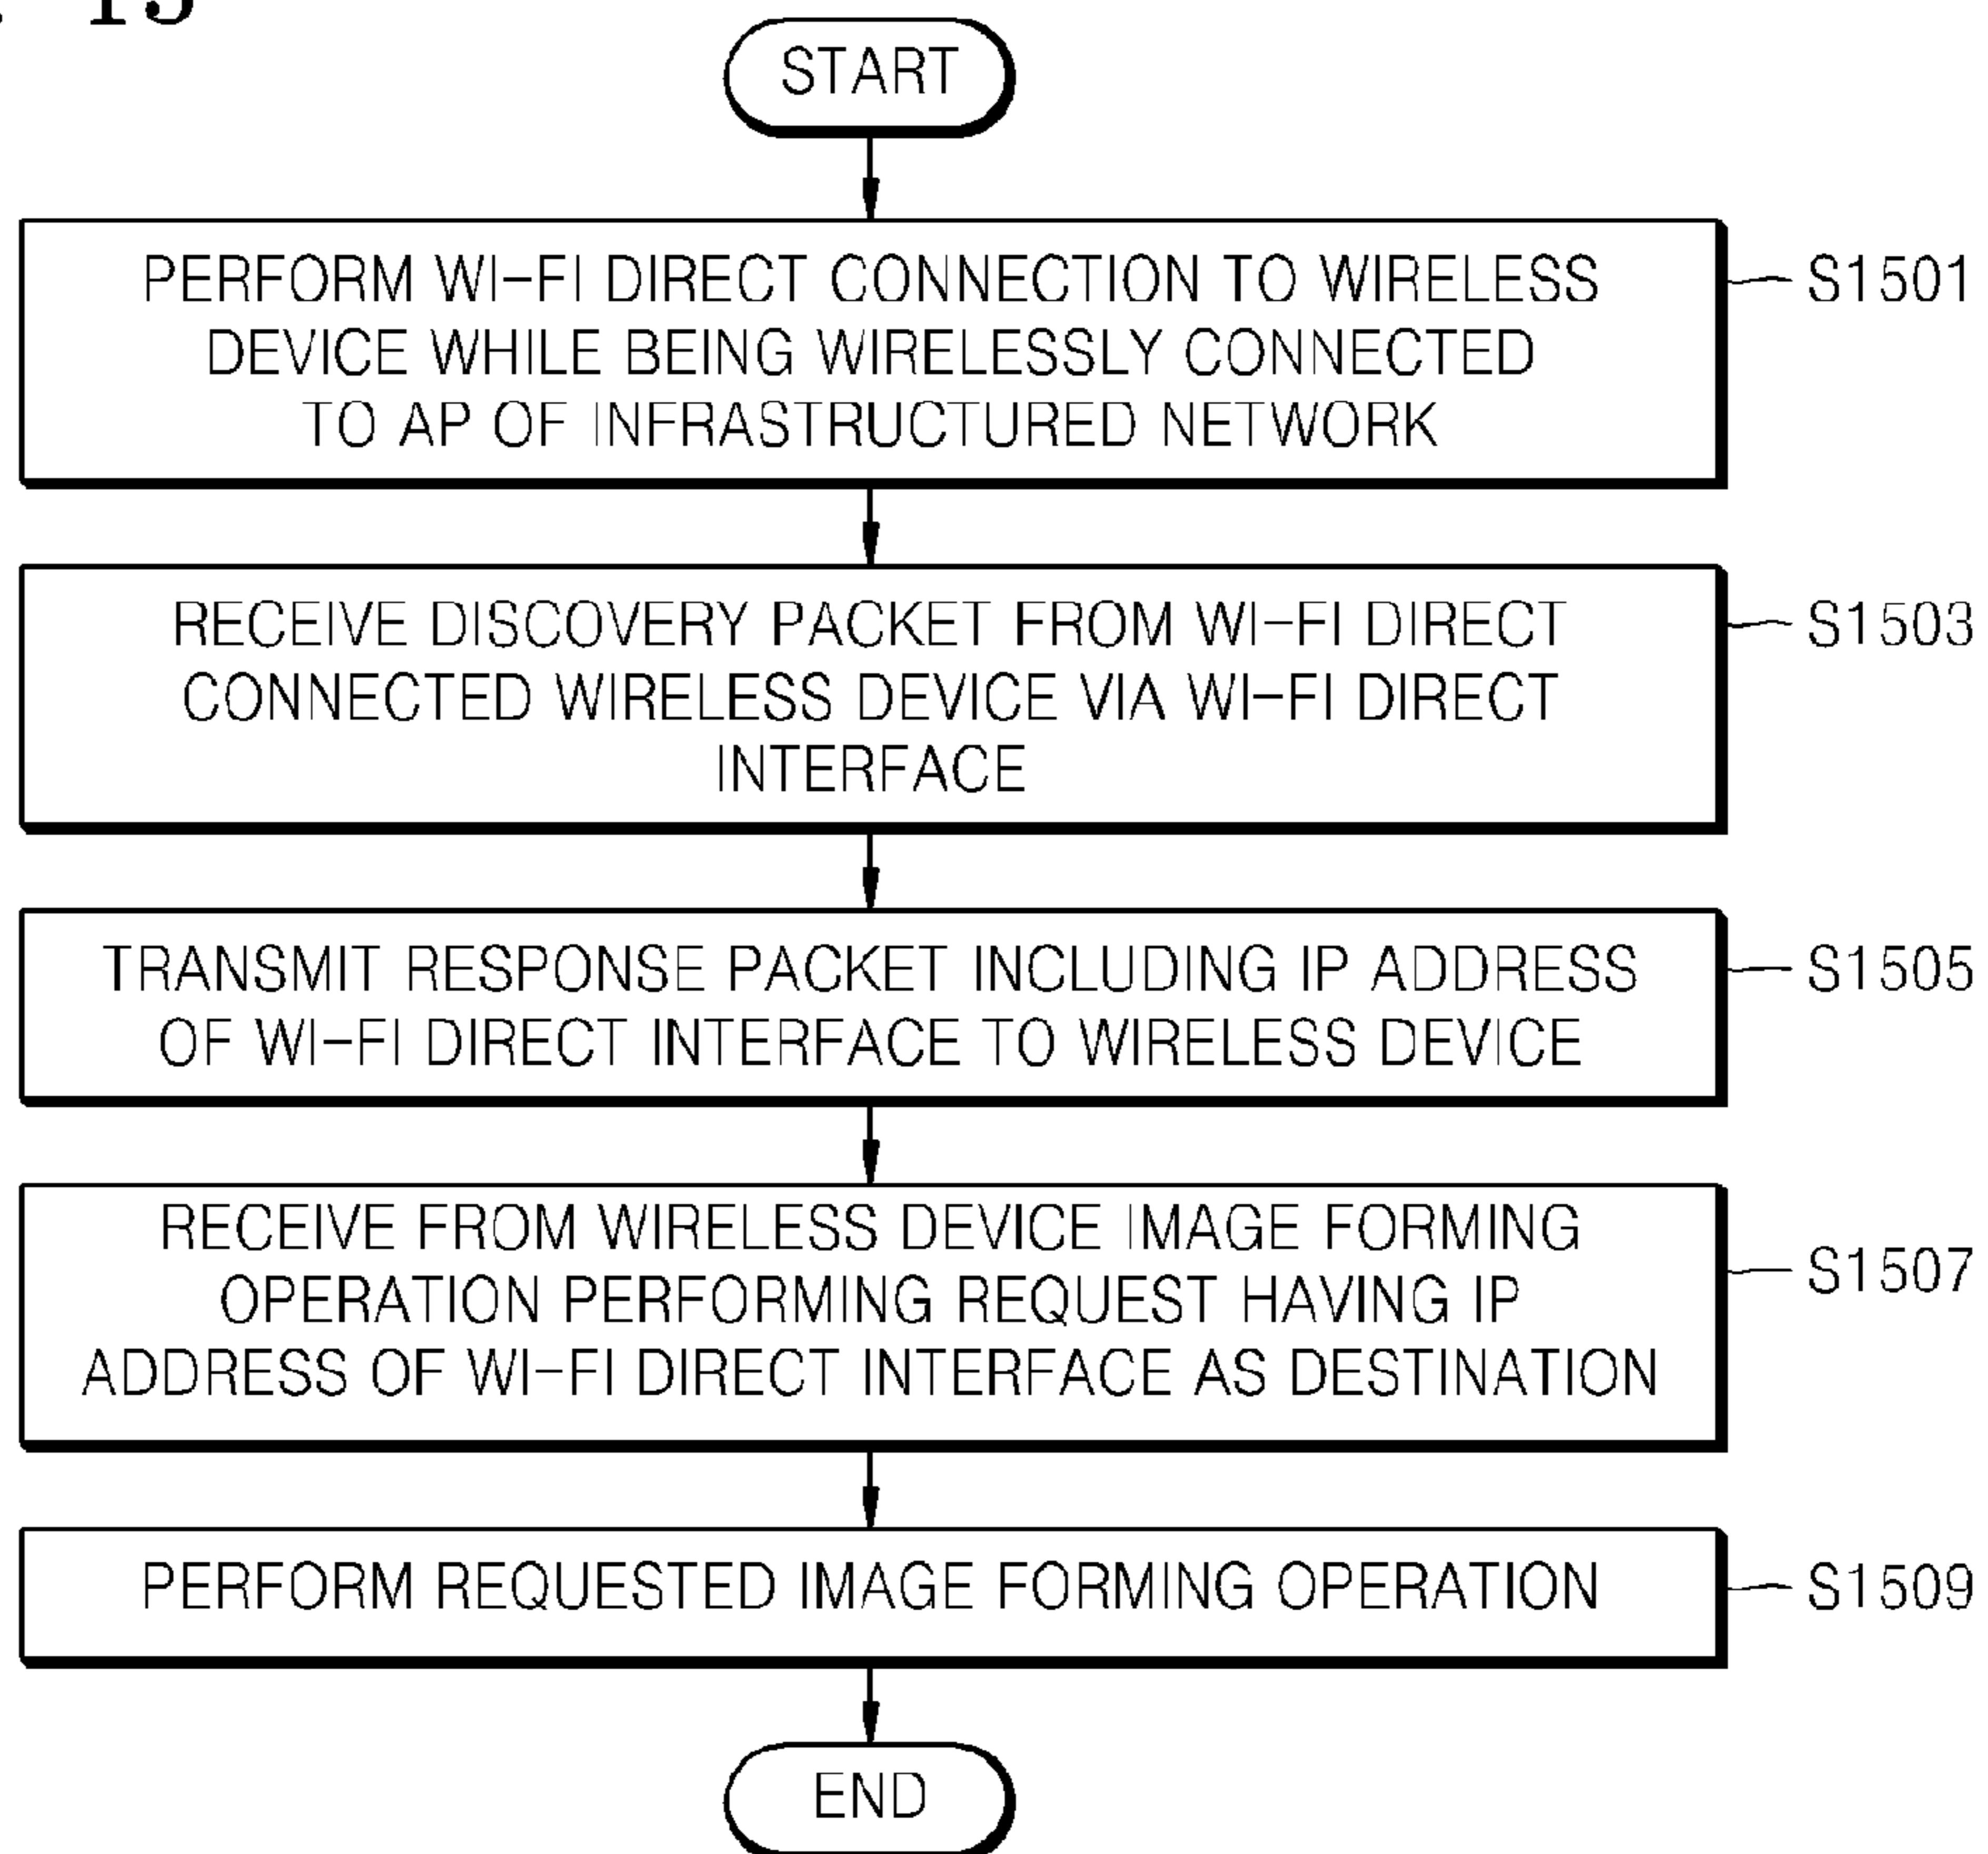 15
START
PERFORM WI-FI DIRECT CONNECTION TO WIRELESS
DEVICE WHILE BEING WIRELESSLY CONNECTED
TO AP OF INFRASTRUCTURED NETWORK
S1501
RECEIVE DISCOVERY PACKET FROM WI-FI DIRECT
CONNECTED WIRELESS DEVICE VIA WI-FI DIRECT
INTERFACE
S1503
TRANSMIT RESPONSE PACKET INCLUDING IP ADDRESS
OF WI-FI DIRECT INTERFACE TO WIRELESS DEVICE
S1505
RECEIVE FROM WIRELESS DEVICE IMAGE FORMING
OPERATION PERFORMING REQUEST HAVING IP
ADDRESS OF WI-FI DIRECT INTERFACE AS DESTINATION
S1507
PERFORM REQUESTED IMAGE FORMING OPERATION
S1509
END